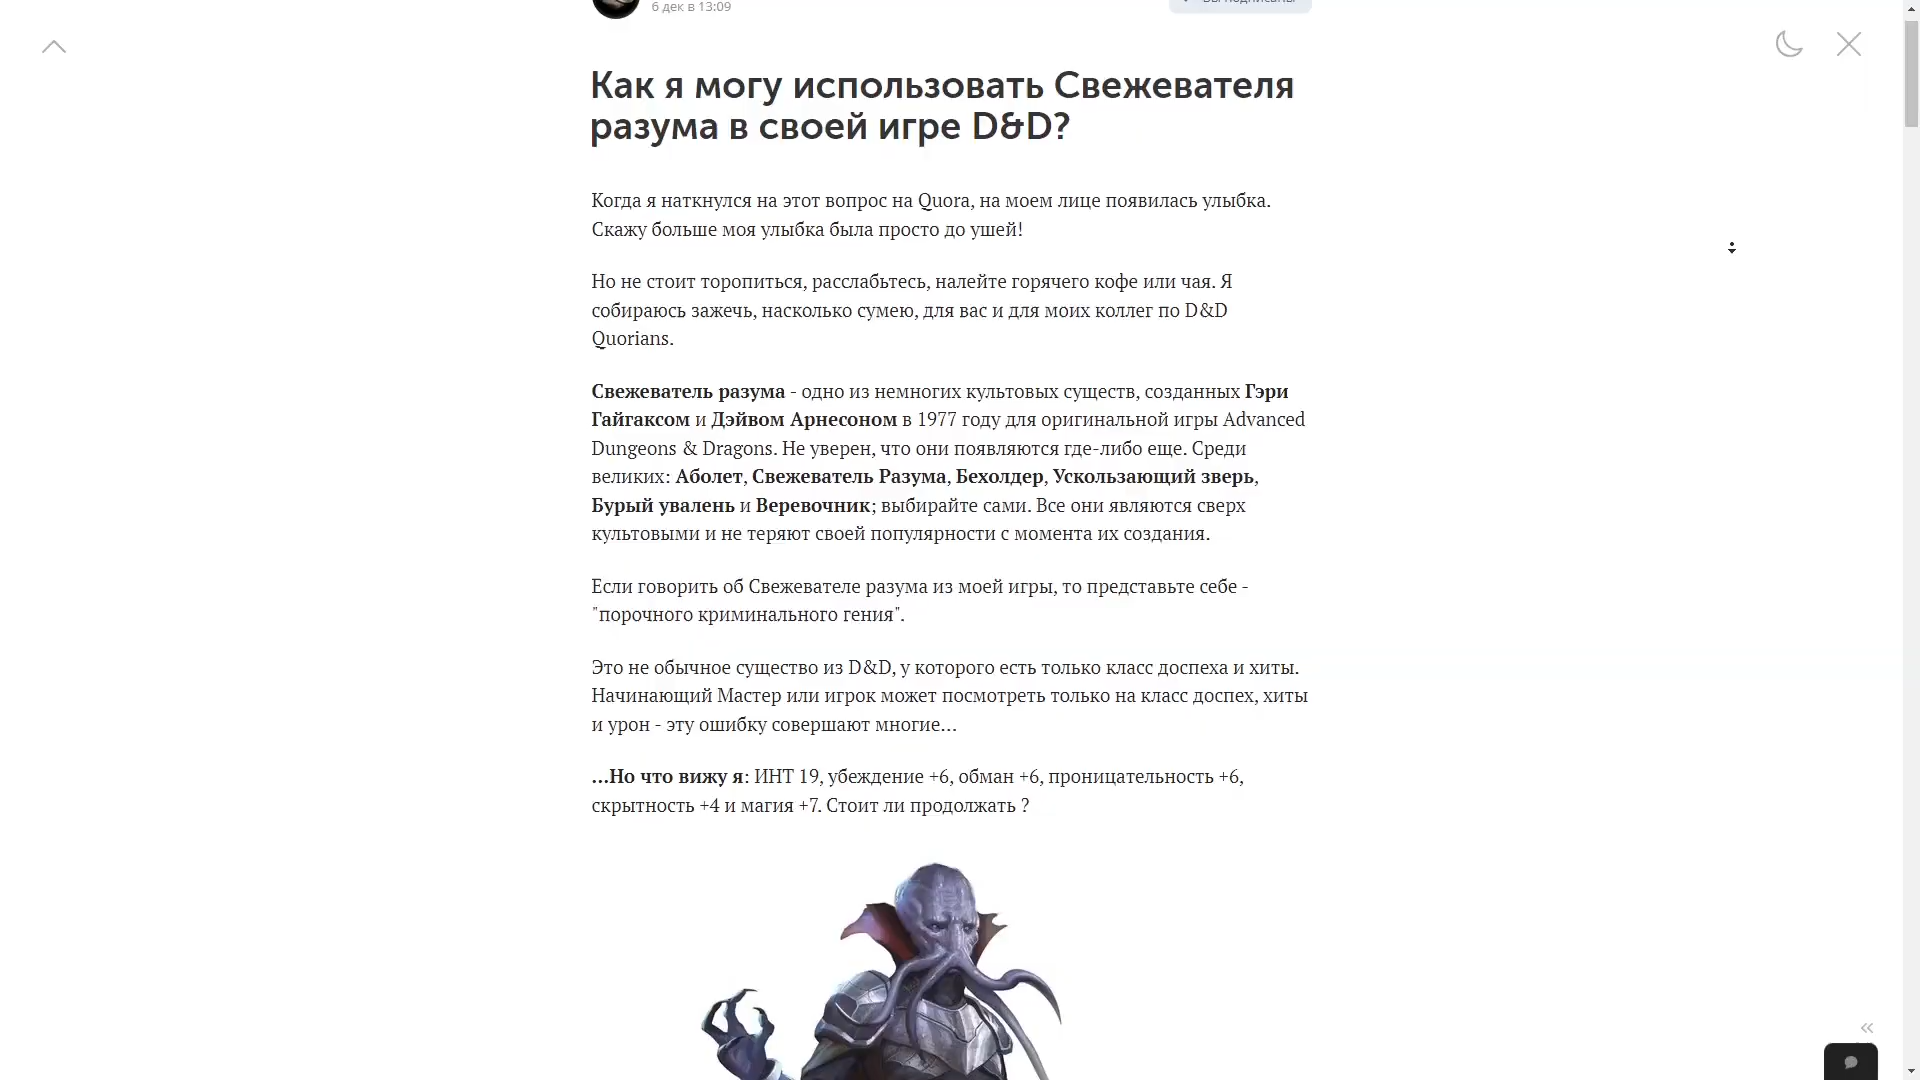 6 дек в 13:09
Как я могу использовать Свежевателя
разума в своей игре D&D?
Когда я наткнулся на этот вопрос на Quora, на моем лице появилась улыбка.
Скажу больше моя улыбка была просто до ушей!
Но не стоит торопиться, расслабьтесь, налейте горячего кофе или чая. Я
собираюсь зажечь, насколько сумею, для вас и для моих коллег по D&D
Quorians.
Свежеватель разума - одно из немногих культовых существ, созданных Гэри
Гайгаксом и Дэйвом Арнесоном в 1977 году для оригинальной игры Advanced
Dungeons & Dragons. Не уверен, что они появляются где-либо еще. Среди
великих: Аболет, Свежеватель Разума, Бехолдер, Ускользающий зверь,
Бурый увалень и Веревочник; выбирайте сами. Все они являются сверх
культовыми и не теряют своей популярности с момента их создания.
Если говорить об Свежевателе разума из моей игры, то представьте себе -
"порочного криминального гения".
Это не обычное существо из D&D, у которого есть только класс доспеха и хиты.
Начинающий Мастер или игрок может посмотреть только на класс доспех, хиты
и урон - эту ошибку совершают многие...
...Но что вижу я: ИНТ 19, убеждение +6, обман +6, проницательность +6,
скрытность +4 и магия +7. Стоит ли продолжать ?